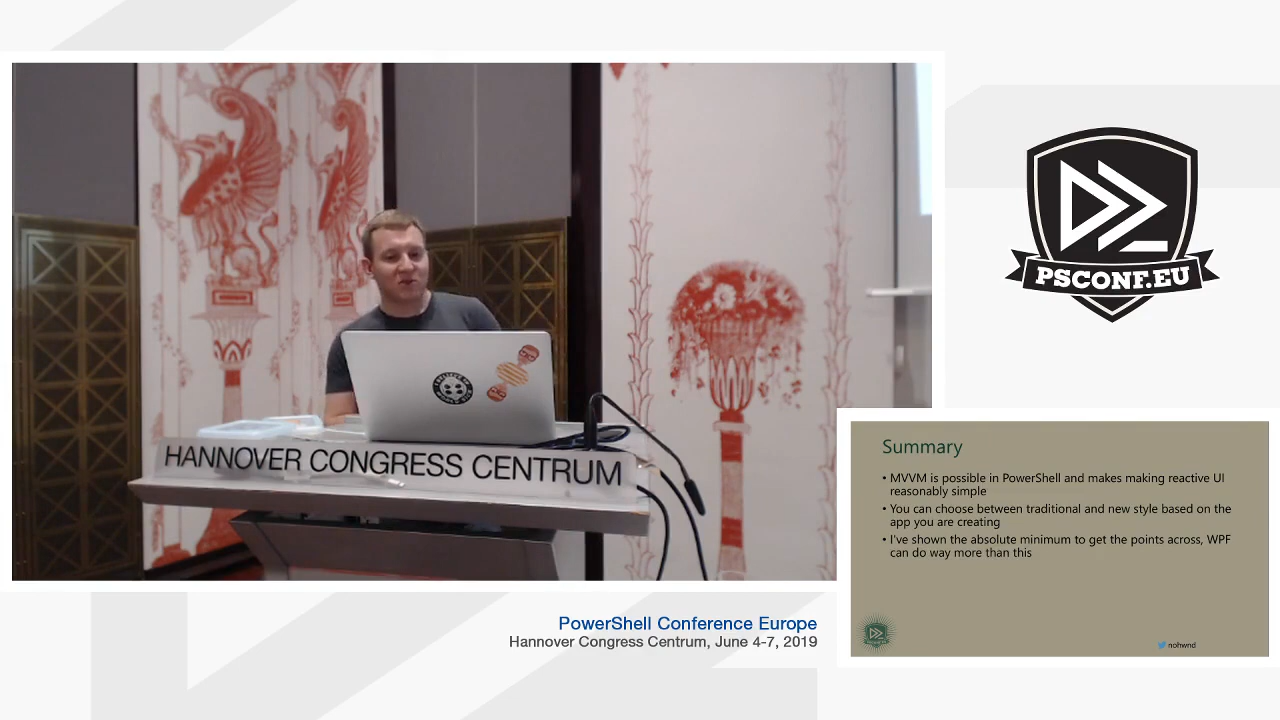 PSCONF.EU
HANNOVER CONGRESS CENTRUM
Summary
• MVVM is possible in PowerShell and makes making reactive UI
reasonably simple
• You can choose between traditional and new style based on the
app you are creating
• I've shown the absolute minimum to get the points across, WPF
can do way more than this
nohwnd
PowerShell Conference Europe
Hannover Congress Centrum, June 4-7, 2019